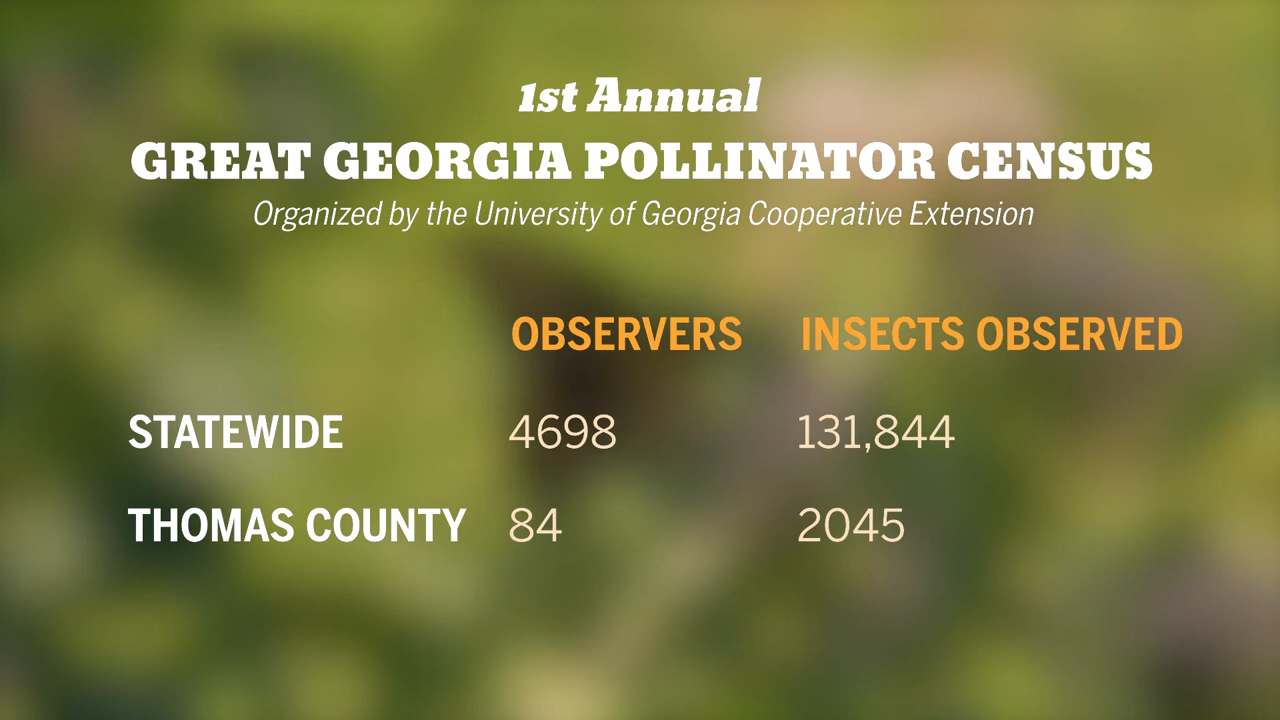 1st Annual
GREAT GEORGIA POLLINATOR CENSUS
Organized by the University of Georgia Cooperative Extension
OBSERVERS INSECTS OBSERVED
STATEWIDE 4698 131,844
THOMAS COUNTY 84 2045